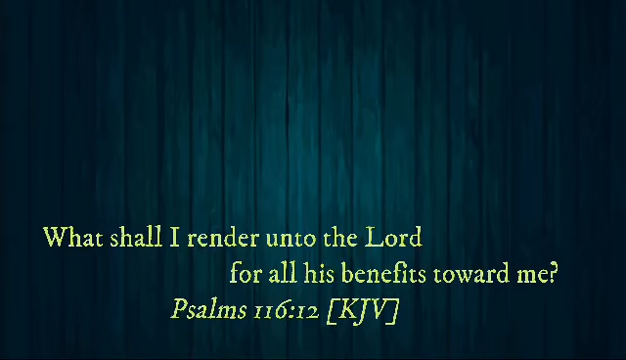 What shall I render unto the Lord
for all his benefits toward me?
Psalms 116:12 [KJV]